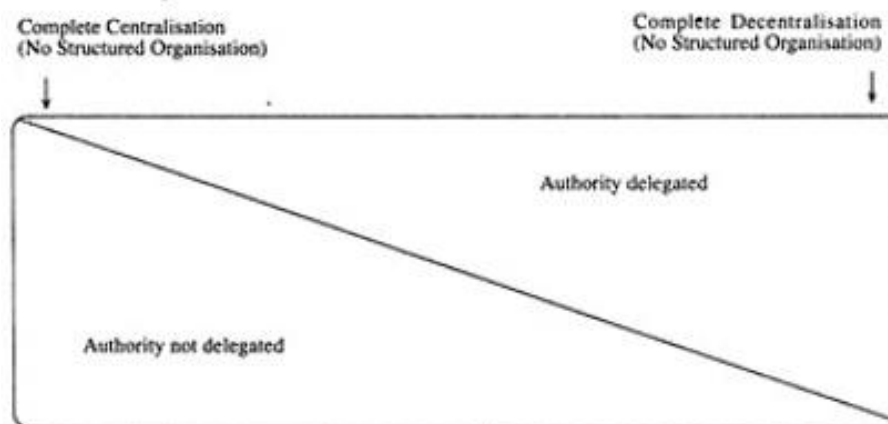 Complete Centralisation
(No Structured Organisation)
Complete Decentralisation
(No Structured Organisation)
Authority delegated
Authority not delegated